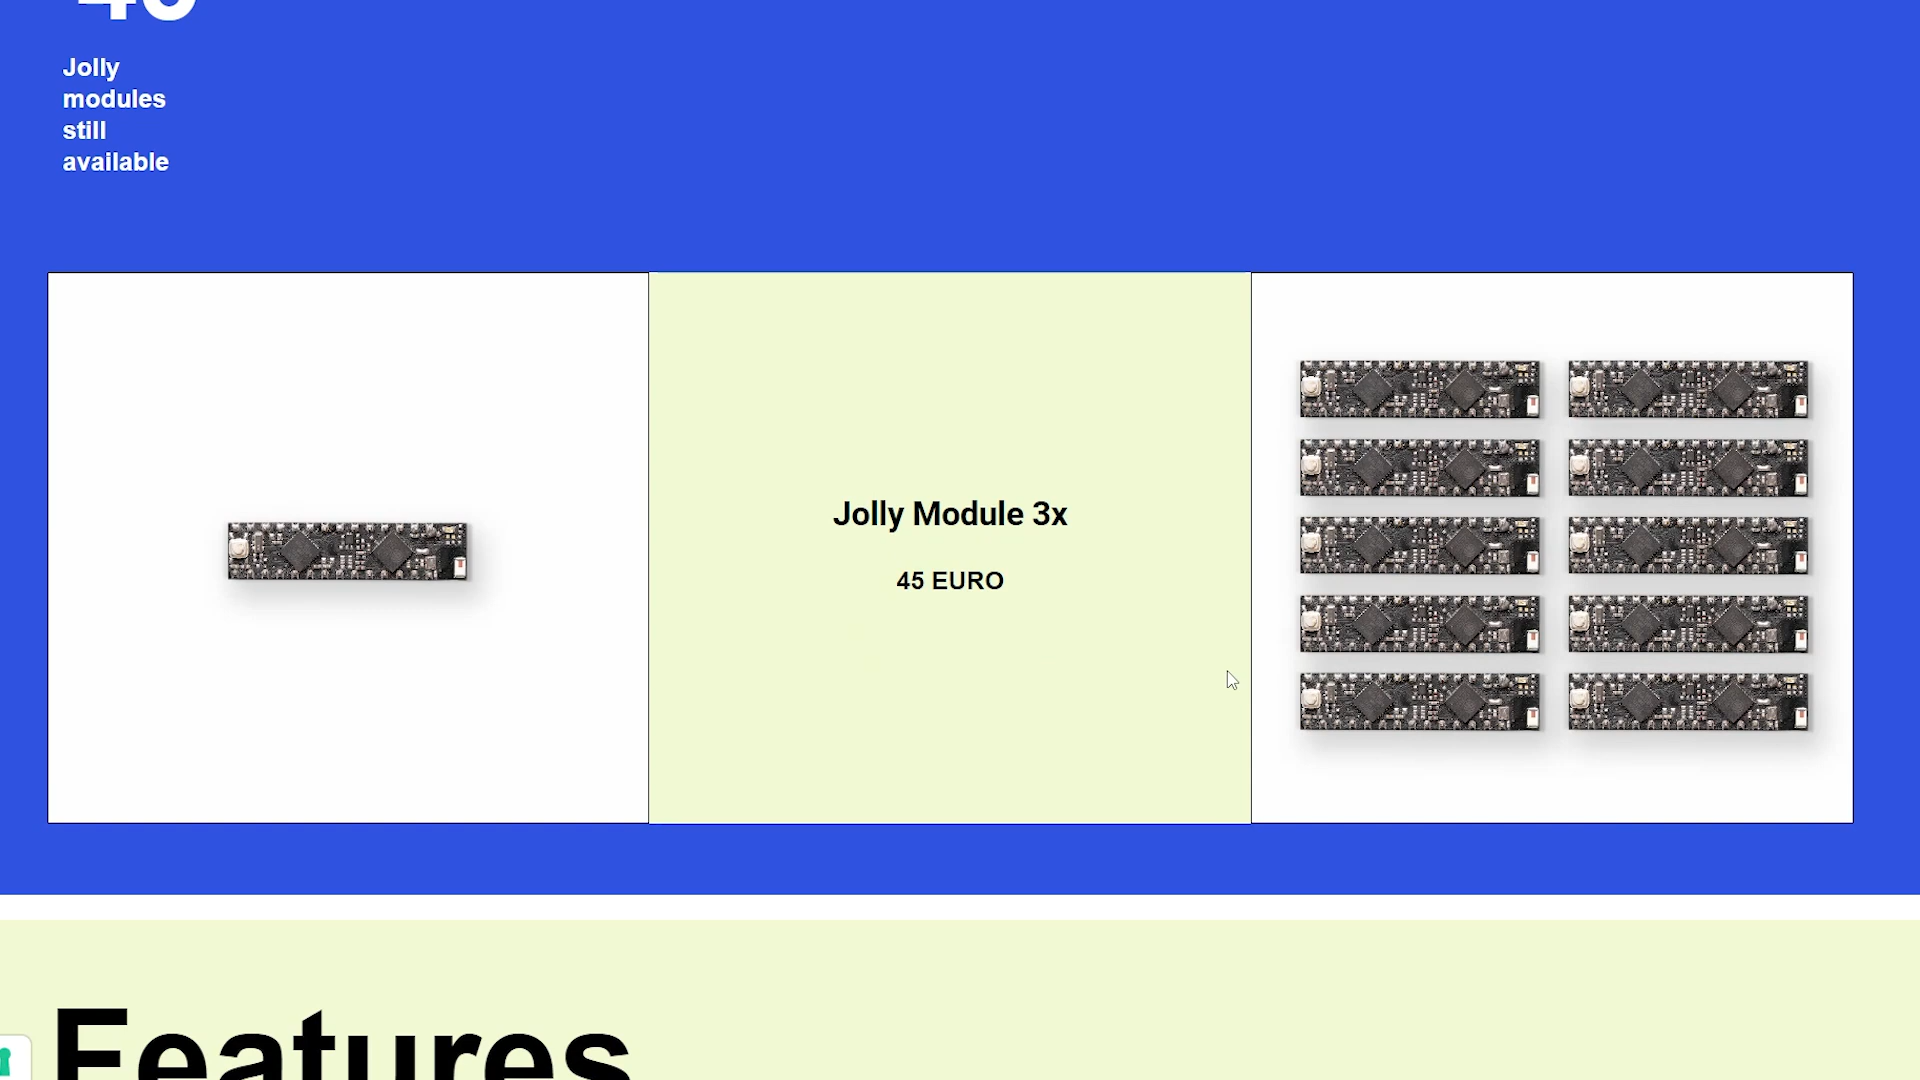 Jolly
modules
still
available
Jolly Module 3x
45 EURO
Features